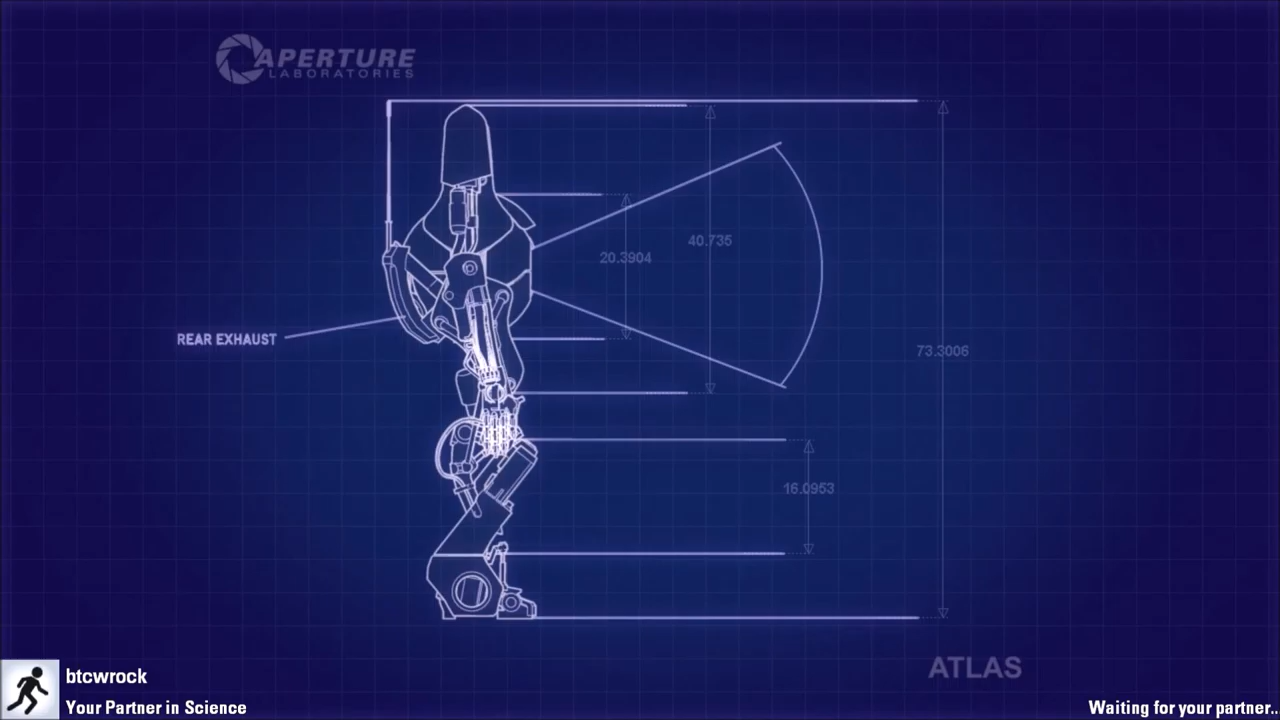 APERTURE
LABORATORIES
40.735
20.3904
REAR EXHAUST
73.3006
16.0953
ATLAS
btcwrock
Your Partner in Science
Waiting for your partner..